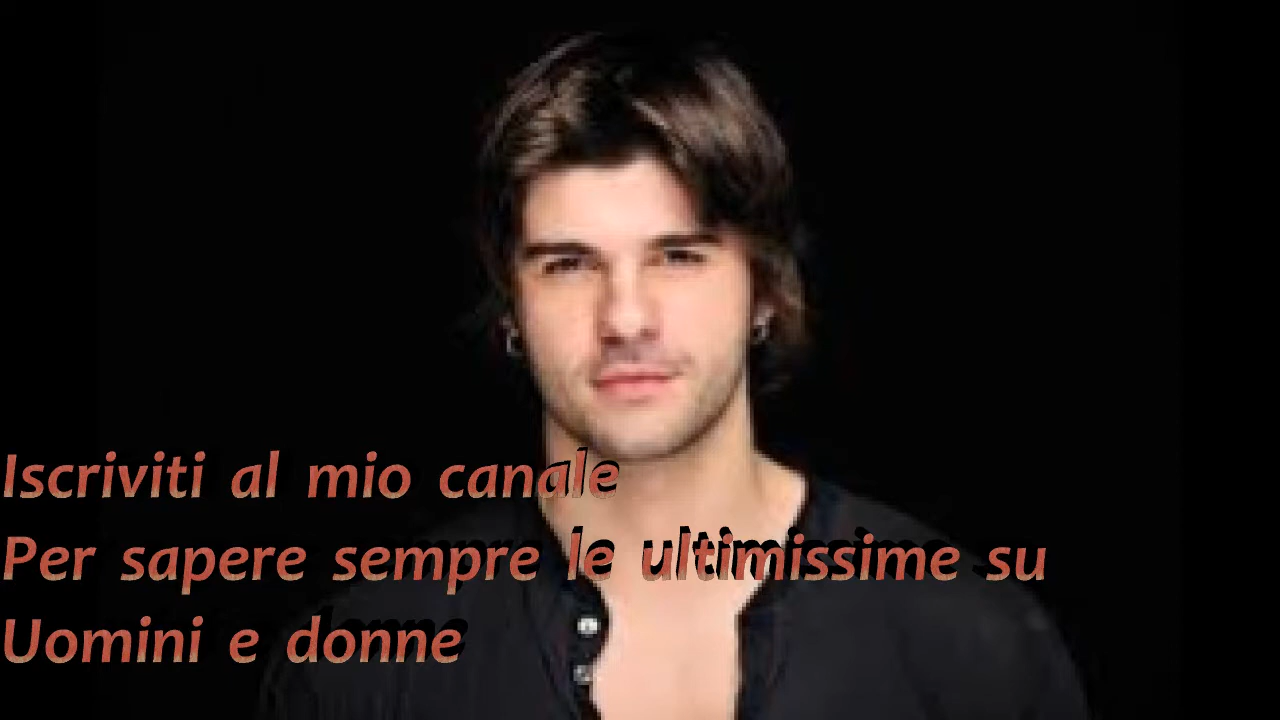 Iscriviti al mio canale
Per sapere sempre le ultimissime su
Uomini e donne